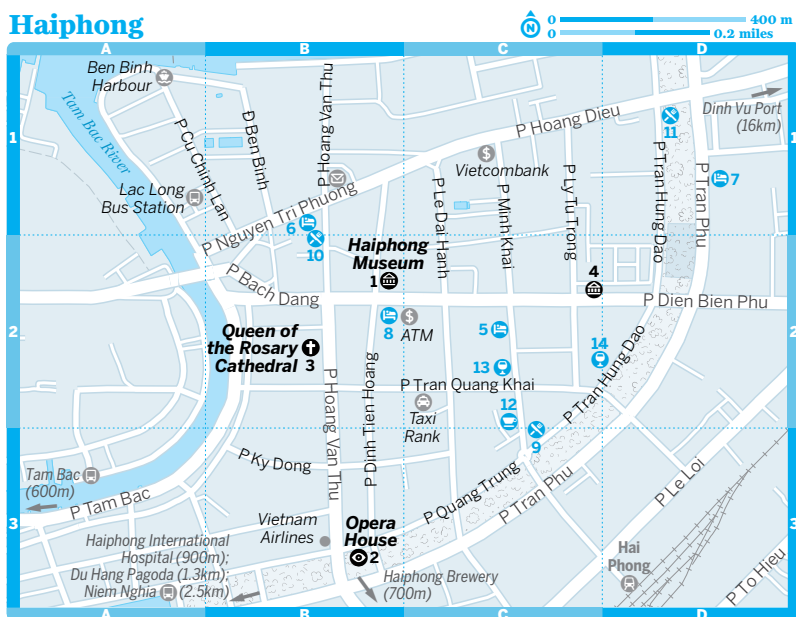 Haiphong
N
0 400 m
0 0.2 miles
A
B
C
D
1
1
2
2
3
3
Ben Binh
Harbour
Tam Bac River
P Cu Chinh Lan
Đ Ben Binh
P Hoang Van Thu
P Hoang Dieu
Dinh Vu Port
(16km)
11
7
Vietcombank
$
Lac Long
Bus Station
P Nguyen Tri Phuong
P Le Dai Hanh
P Minh Khai
P Ly Tu Trong
P Tran Hung Dao
P Tran Phu
6
10
Haiphong
Museum
1
4
P Bach Dang
P Dien Bien Phu
8
$
ATM
5
14
Queen of
the Rosary
Cathedral
3
13
P Tran Quang Khai
P Tran Hung Dao
P Hoang Van Thu
P Dinh Tien Hoang
Taxi
Rank
12
9
P Ky Dong
P Quang Trung
P Tran Phu
P Le Loi
Tam Bac
(600m)
P Tam Bac
Vietnam
Airlines
Opera
House
2
Haiphong International
Hospital (900m);
Du Hang Pagoda (1.3km);
Niem Nghia (2.5km)
Haiphong Brewery
(700m)
Hai
Phong
P To Hieu
A
B
C
D